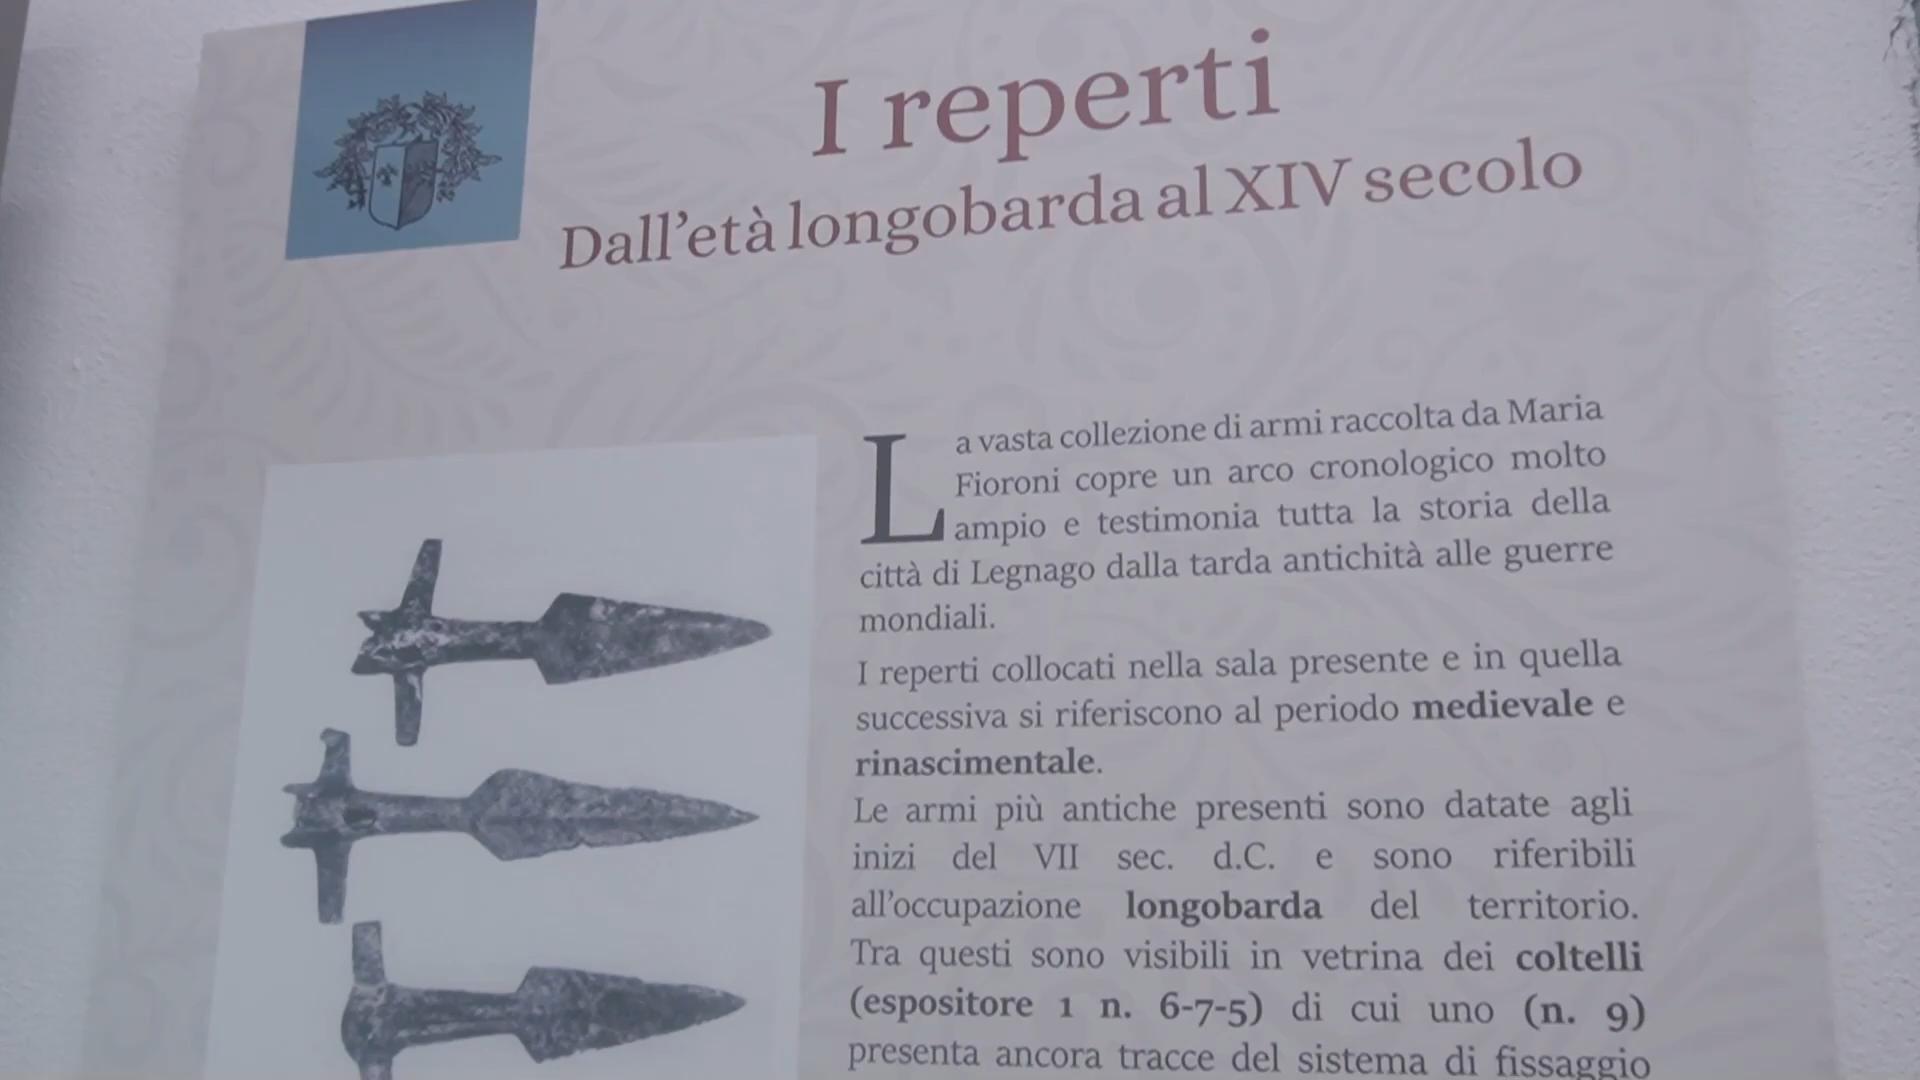 I reperti
Dall'età longobarda al XIV secolo
La vasta collezione di armi raccolta da Maria
Fioroni copre un arco cronologico molto
ampio e testimonia tutta la storia della
città di Legnago dalla tarda antichità alle guerre
mondiali.
I reperti collocati nella sala presente e in quella
successiva si riferiscono al periodo medievale e
rinascimentale.
Le armi più antiche presenti sono datate agli
inizi del VII sec. d.C. e sono riferibili
all'occupazione longobarda del territorio.
Tra questi sono visibili in vetrina dei coltelli
(espositore 1 n. 6-7-5) di cui uno (n. 9)
presenta ancora tracce del sistema di fissaggio